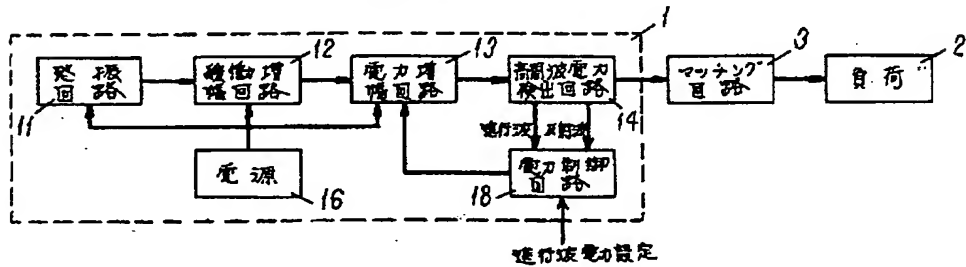 1
12
13
3
2
発振
回路
励働増
幅回路
電力増
幅回路
高周波電力
検出回路
マッチング
回路
負荷
11
14
進行波
反射波
電源
16
電力制御
回路
18
進行波電力設定